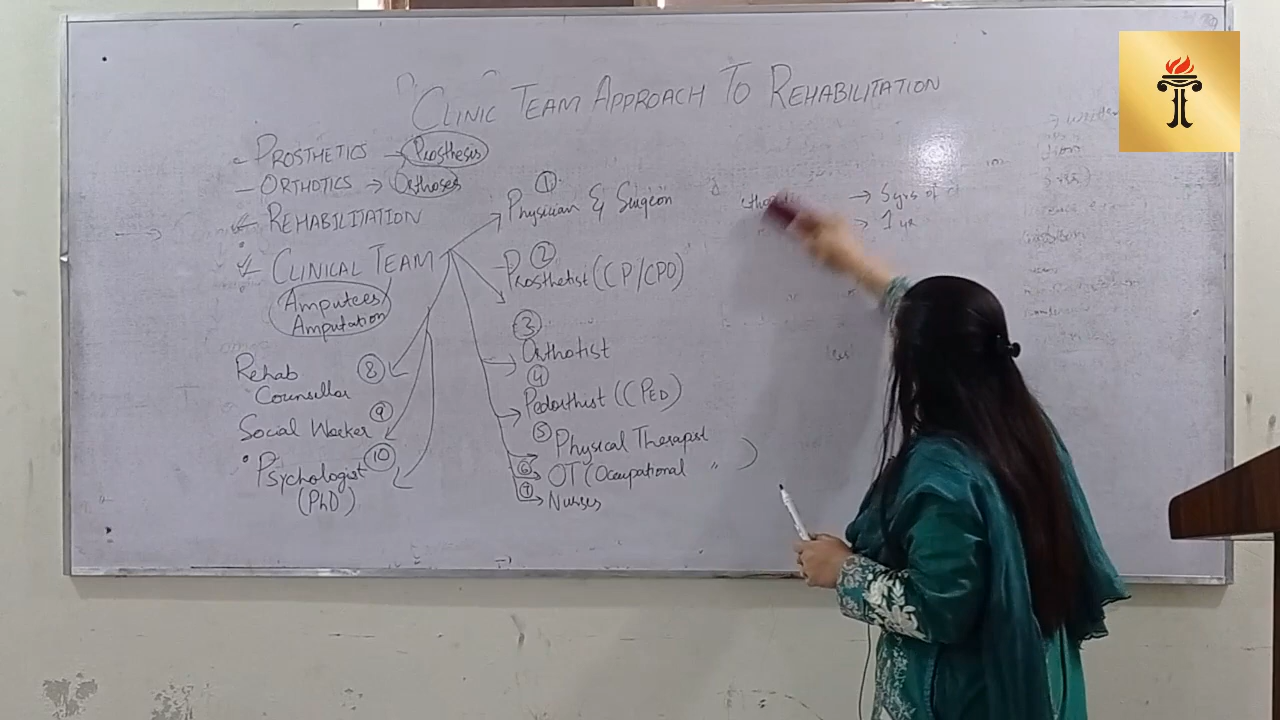 "CLINIC TEAM APPROACH TO REHABILITATION
- PROSTHETICS → Prosthesis
- ORTHOTICS → Orthoses
REHABILITATION
CLINICAL TEAM
Amputees/
Amputation
① Physician & Surgeon
② Prosthetist (CP/CPO)
③ Orthotist
④ Pedorthist (C PED)
⑤ Physical Therapist
⑥ OT (Occupational " )
⑦ Nurses
Rehab ⑧
Counsellor
Social Worker ⑨
Psychologist ⑩
(PhD)
→ 5 yrs of
→ 1 yr